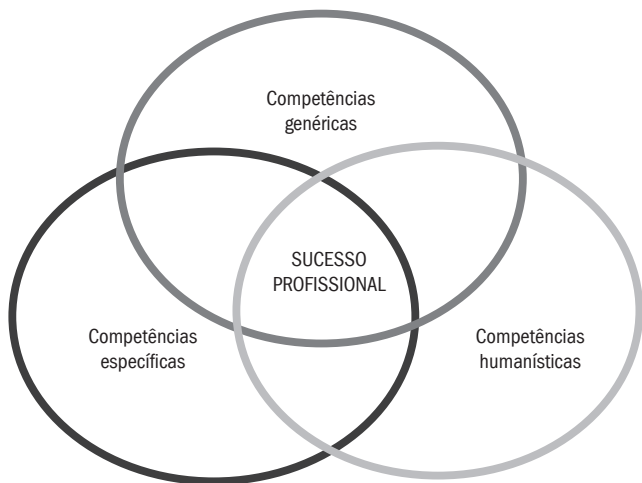 Competências
genéricas
SUCESSO
PROFISSIONAL
Competências
específicas
Competências
humanísticas